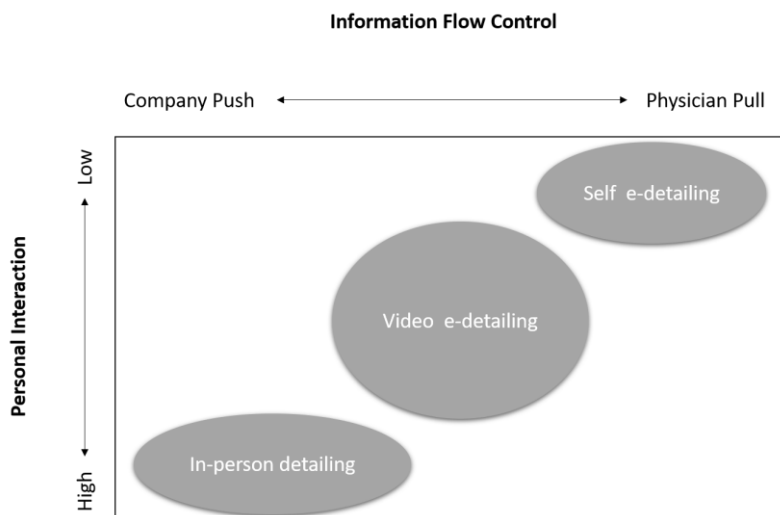 Information Flow Control
Company Push
Physician Pull
Low
Personal Interaction
High
Self e-detailing
Video e-detailing
In-person detailing